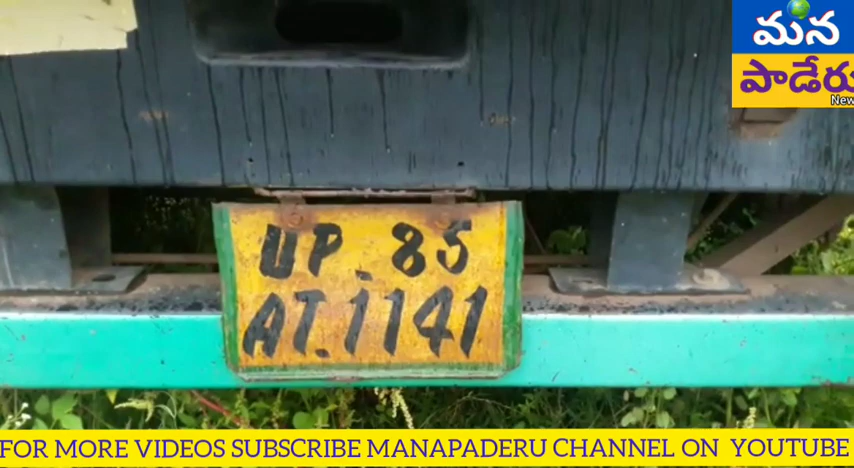 మన
పాడేరు
News
UP. 85
AT. 1141
FOR MORE VIDEOS SUBSCRIBE MANAPADERU CHANNEL ON YOUTUBE